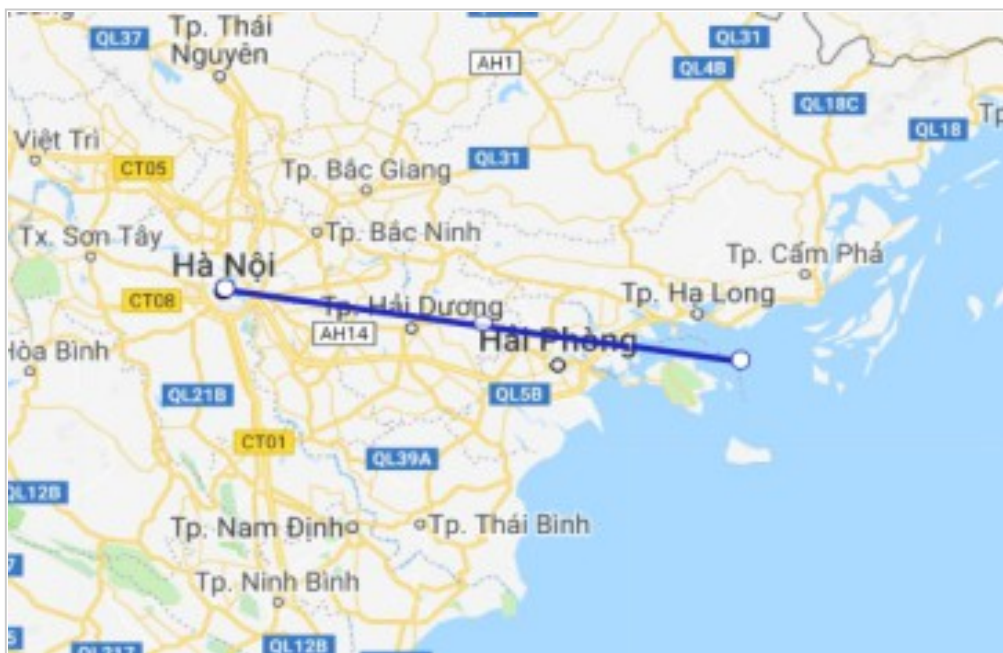 QL37
Tp. Thái
Nguyên
QL31
AH1
QL4B
QL18C
QL18
Việt Trì
CT05
QL31
Tp. Bắc Giang
Tx. Sơn Tây
Tp. Bắc Ninh
Hà Nội
Tp. Cẩm Phả
CT08
Tp. Hải Dương
Tp. Hạ Long
AH14
Hải Phòng
Hòa Bình
QL21B
QL5B
CT01
QL39A
QL12B
Tp. Nam Định
Tp. Thái Bình
Tp. Ninh Bình
QL12B